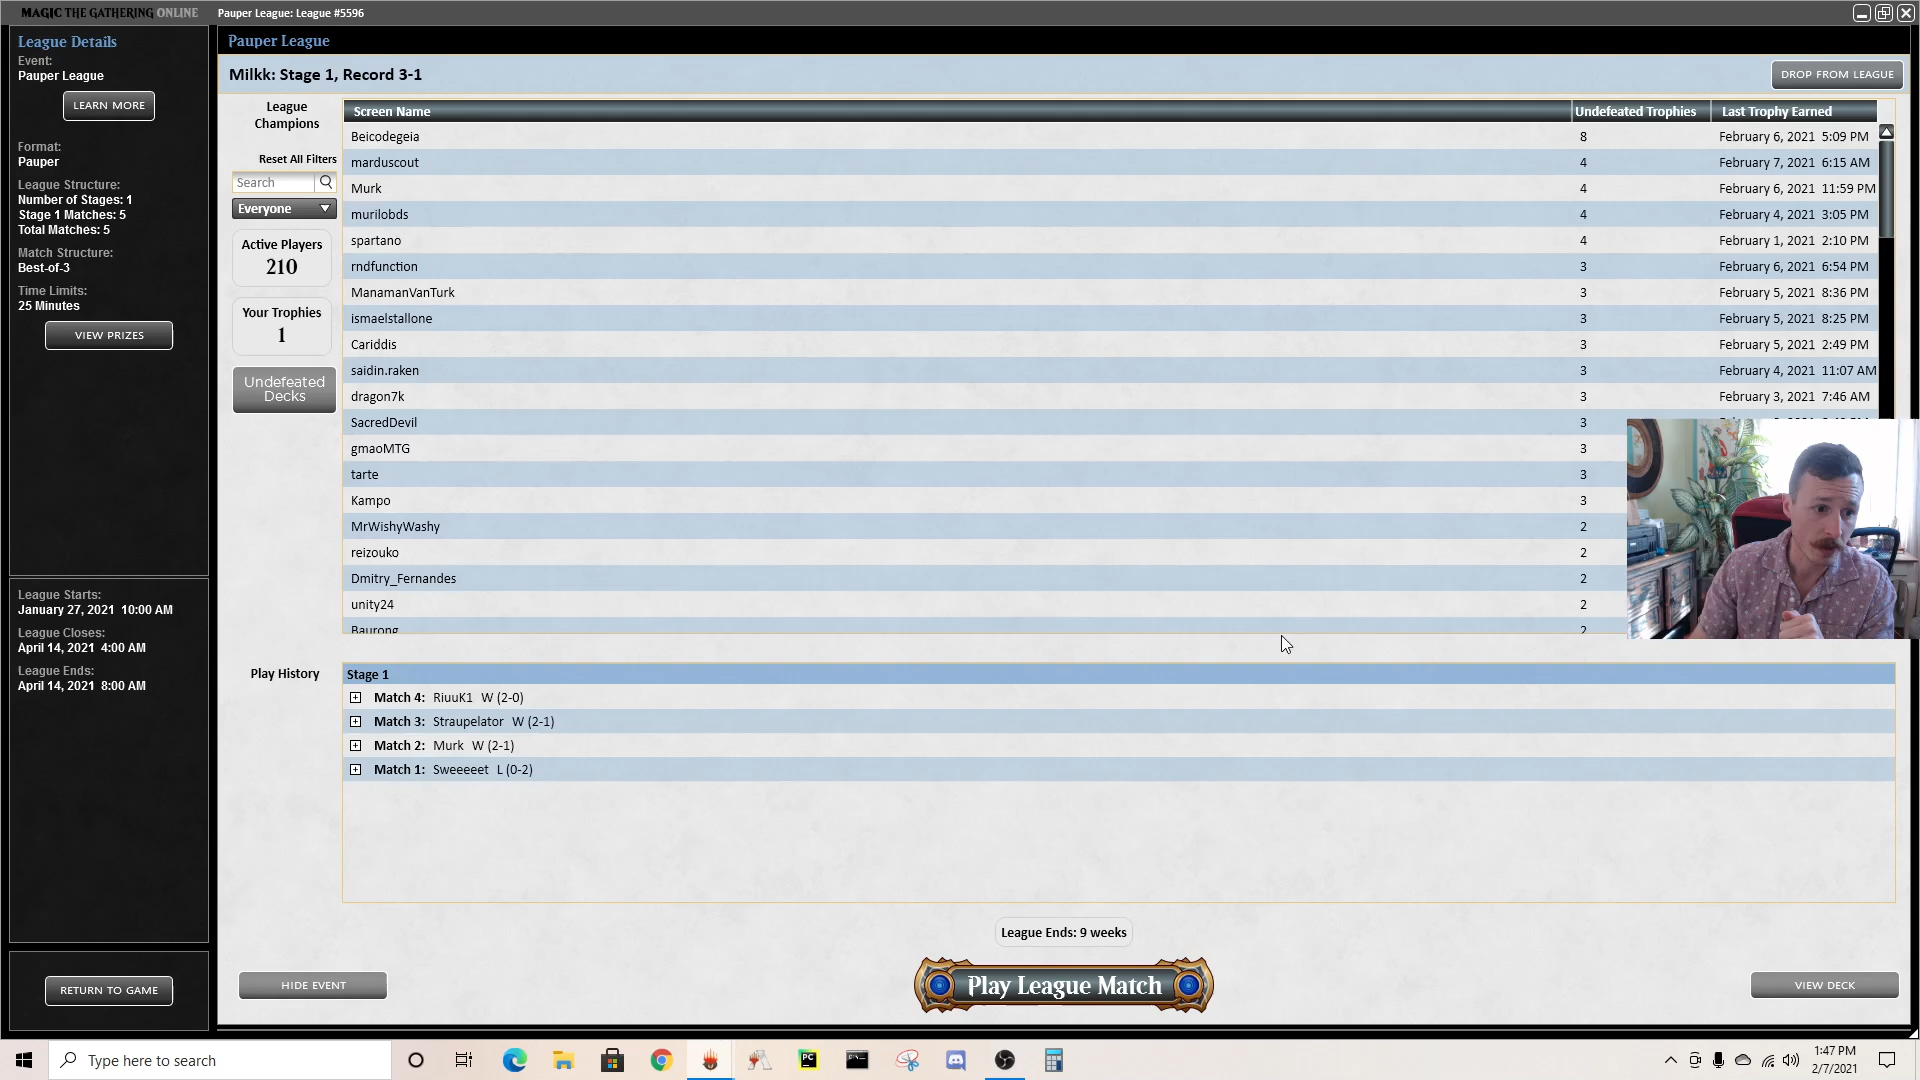 MAGIC THE GATHERING ONLINE
Pauper League: League #5596
League Details
Event:
Pauper League
LEARN MORE
Format:
Pauper
League Structure:
Number of Stages: 1
Stage 1 Matches: 5
Total Matches: 5
Match Structure:
Best-of-3
Time Limits:
25 Minutes
VIEW PRIZES
League Starts:
January 27, 2021 10:00 AM
League Closes:
April 14, 2021 4:00 AM
League Ends:
April 14, 2021 8:00 AM
RETURN TO GAME
Pauper League
Milkk: Stage 1, Record 3-1
DROP FROM LEAGUE
League
Champions
Reset All Filters
Search
Everyone
Active Players
210
Your Trophies
1
Undefeated
Decks
Screen Name Undefeated Trophies Last Trophy Earned
Beicodegeia 8 February 6, 2021 5:09 PM
marduscout 4 February 7, 2021 6:15 AM
Murk 4 February 6, 2021 11:59 PM
murilobds 4 February 4, 2021 3:05 PM
spartano 4 February 1, 2021 2:10 PM
rndfunction 3 February 6, 2021 6:54 PM
ManamanVanTurk 3 February 5, 2021 8:36 PM
ismaelstallone 3 February 5, 2021 8:25 PM
Cariddis 3 February 5, 2021 2:49 PM
saidin.raken 3 February 4, 2021 11:07 AM
dragon7k 3 February 3, 2021 7:46 AM
SacredDevil 3
gmaoMTG 3
tarte 3
Kampo 3
MrWishyWashy 2
reizouko 2
Dmitry_Fernandes 2
unity24 2
Baurong 2
Play History
Stage 1
Match 4: RiuuK1 W (2-0)
Match 3: Straupelator W (2-1)
Match 2: Murk W (2-1)
Match 1: Sweeeeet L (0-2)
League Ends: 9 weeks
HIDE EVENT
Play League Match
VIEW DECK
Type here to search
PC
1:47 PM
2/7/2021